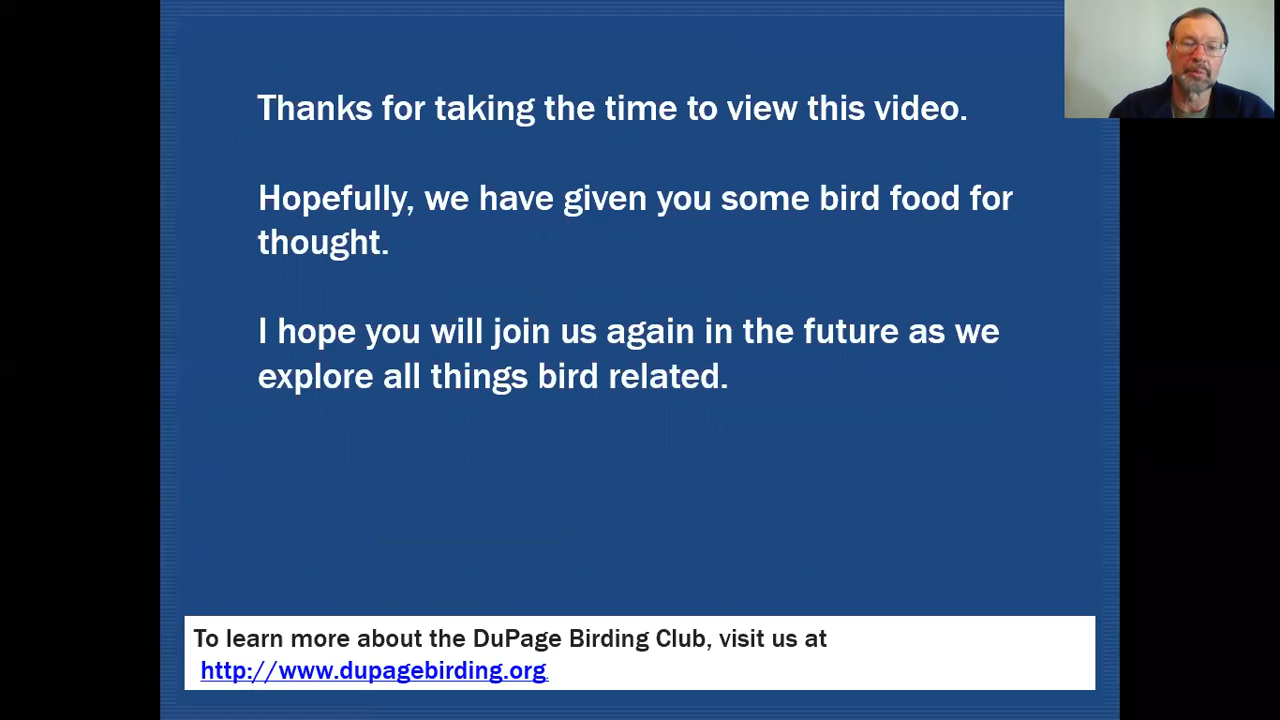 Thanks for taking the time to view this video.
Hopefully, we have given you some bird food for
thought.
I hope you will join us again in the future as we
explore all things bird related.
To learn more about the DuPage Birding Club, visit us at
http://www.dupagebirding.org